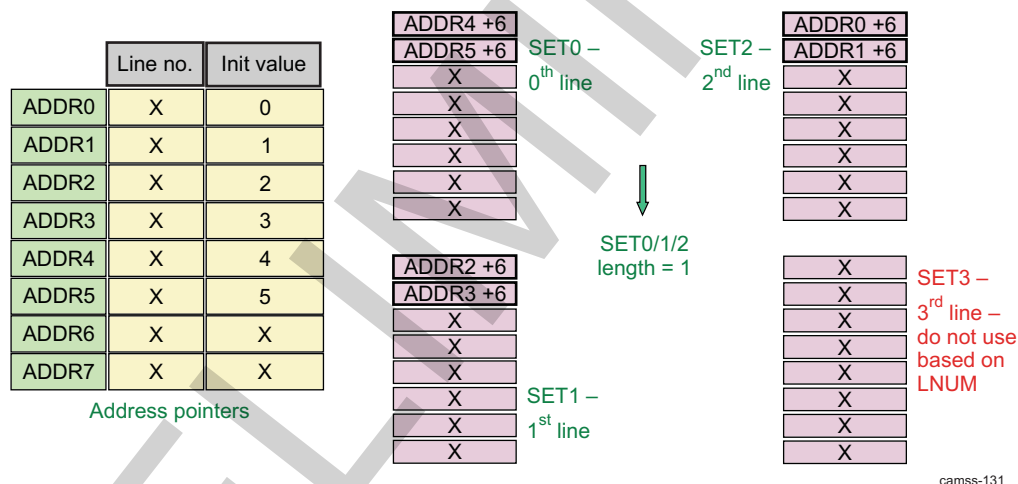 Line no. Init value
ADDR0 X 0
ADDR1 X 1
ADDR2 X 2
ADDR3 X 3
ADDR4 X 4
ADDR5 X 5
ADDR6 X X
ADDR7 X X
Address pointers
ADDR4 +6
ADDR5 +6
X
X
X
X
X
X
SET0 –
0th line
ADDR0 +6
ADDR1 +6
X
X
X
X
X
X
SET2 –
2nd line
SET0/1/2
length = 1
ADDR2 +6
ADDR3 +6
X
X
X
X
X
X
SET1 –
1st line
X
X
X
X
X
X
X
X
SET3 –
3rd line –
do not use
based on
LNUM
camss-131